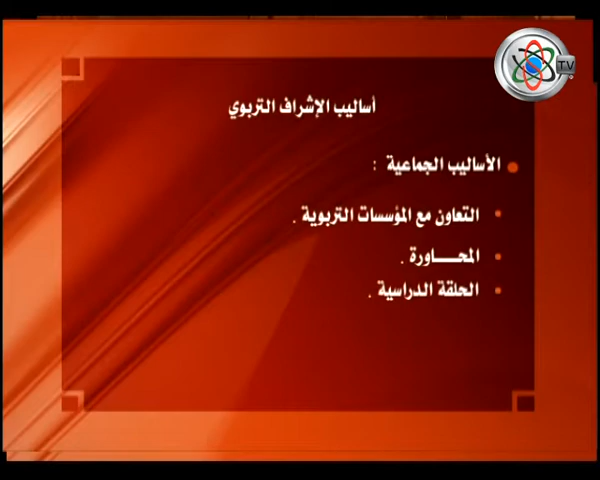 TV
أساليب الإشراف التربوي
الأساليب الجماعية :
التعاون مع المؤسسات التربوية .
المحـــاورة .
الحلقة الدراسية .